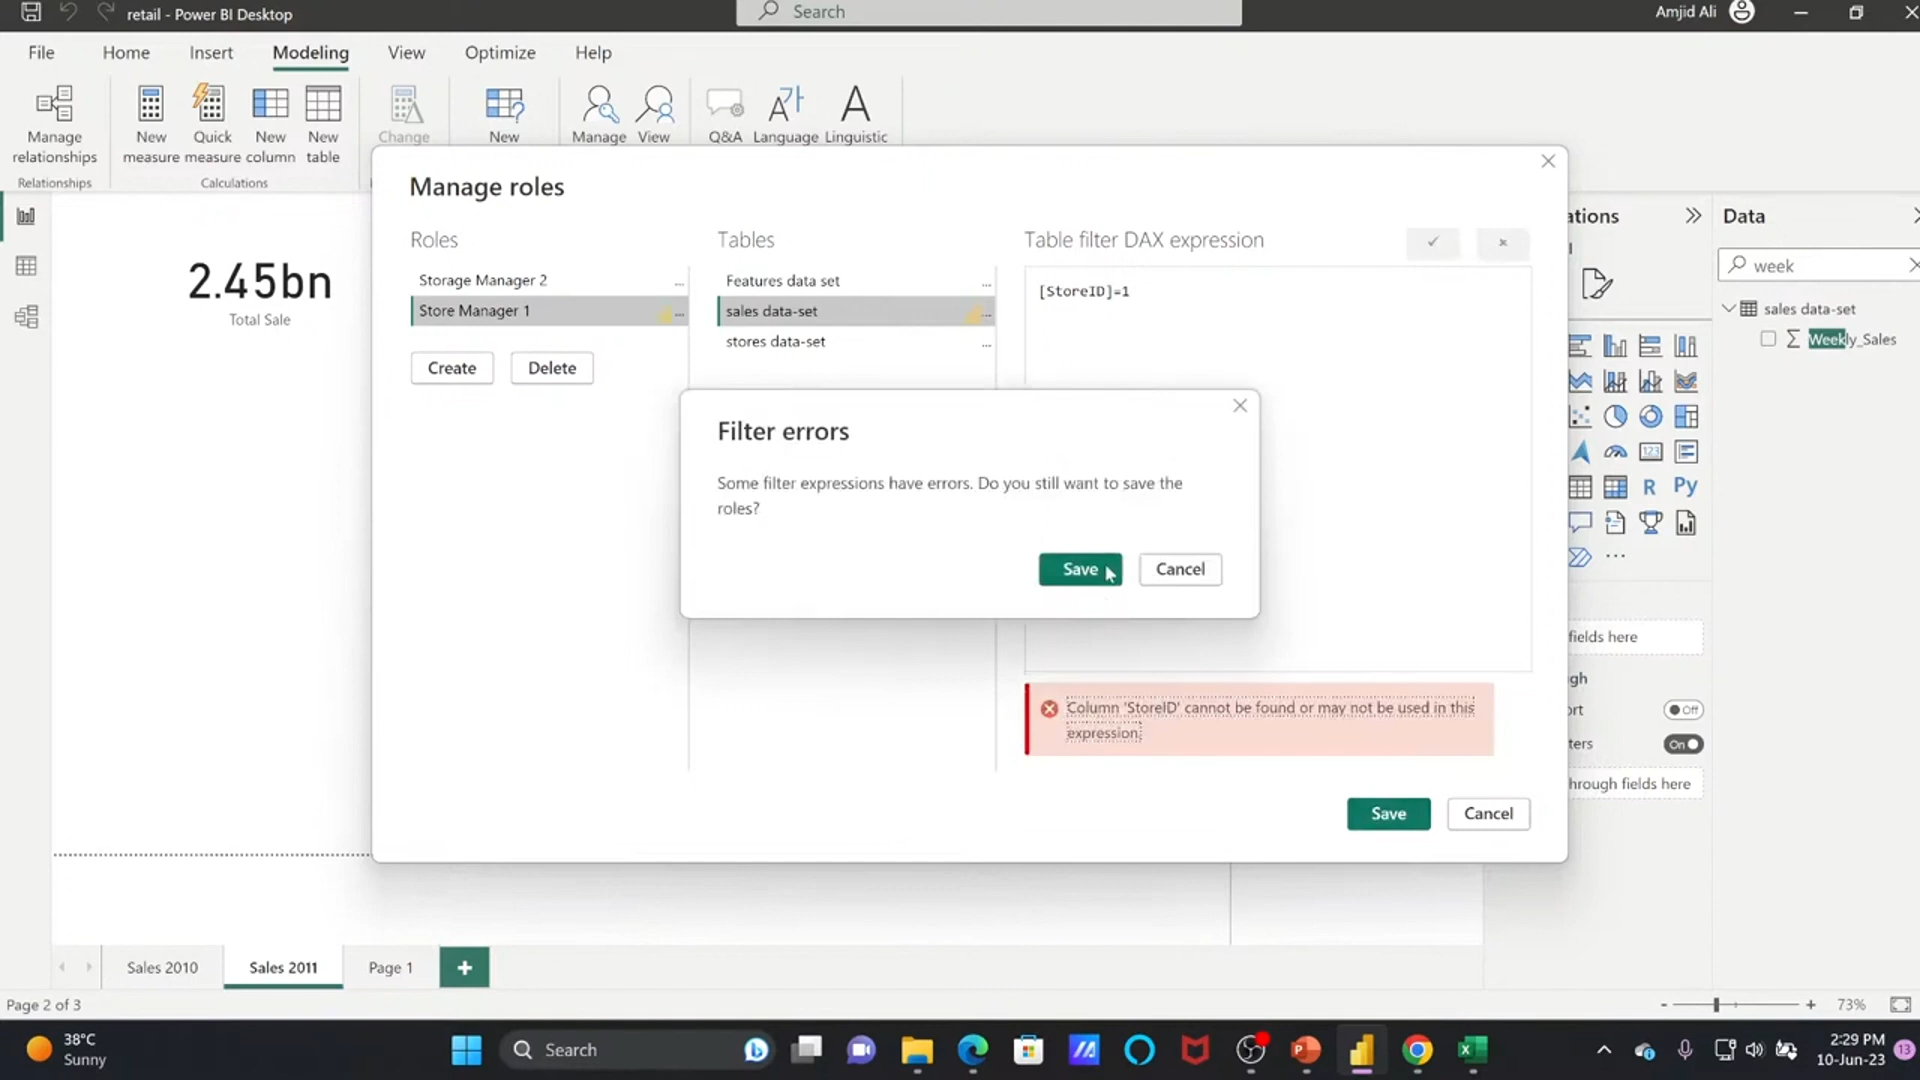 retail - Power BI Desktop
Search
Amjid Ali
File
Home
Insert
Modeling
View
Optimize
Help
Manage
relationships
New
measure
Quick
measure
New
column
New
table
Change
New
Manage
View
Q&A
Language
Linguistic
Relationships
Calculations
Manage roles
Roles
Tables
Table filter DAX expression
Storage Manager 2
...
Store Manager 1
...
Create
Delete
Features data set
...
sales data-set
...
stores data-set
...
[StoreID]=1
Filter errors
Some filter expressions have errors. Do you still want to save the
roles?
Save
Cancel
Column 'StoreID' cannot be found or may not be used in this
expression.
Save
Cancel
2.45bn
Total Sale
ations
Data
week
sales data-set
Weekly_Sales
123
R
Py
...
fields here
gh
ort
Off
ters
On
hrough fields here
Sales 2010
Sales 2011
Page 1
+
Page 2 of 3
- + 73%
38°C
Sunny
Search
2:29 PM
10-Jun-23
13